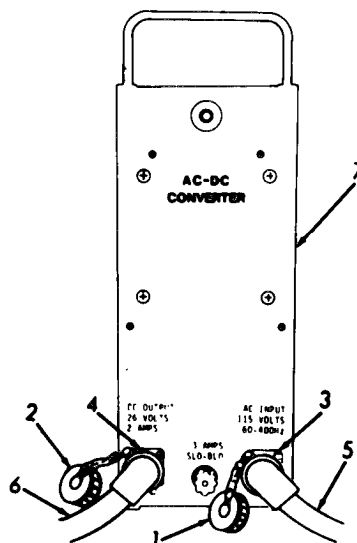 AC-DC
CONVERTER
7
DC OUTPUT
26 VOLTS
2 AMPS
AC INPUT
115 VOLTS
60-400Hz
3 AMPS
SLO-BLO
2
4
3
5
6
1